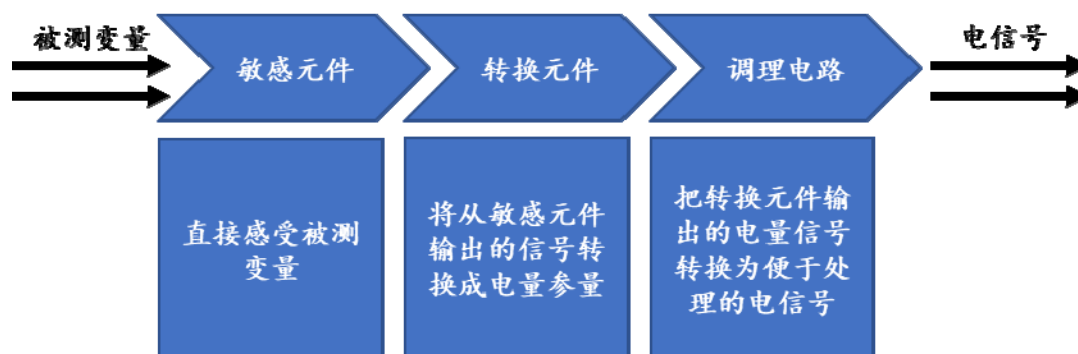 被测变量
敏感元件
转换元件
调理电路
电信号
直接感受被测
变量
将从敏感元件
输出的信号转
换成电量参量
把转换元件输
出的电量信号
转换为便于处
理的电信号